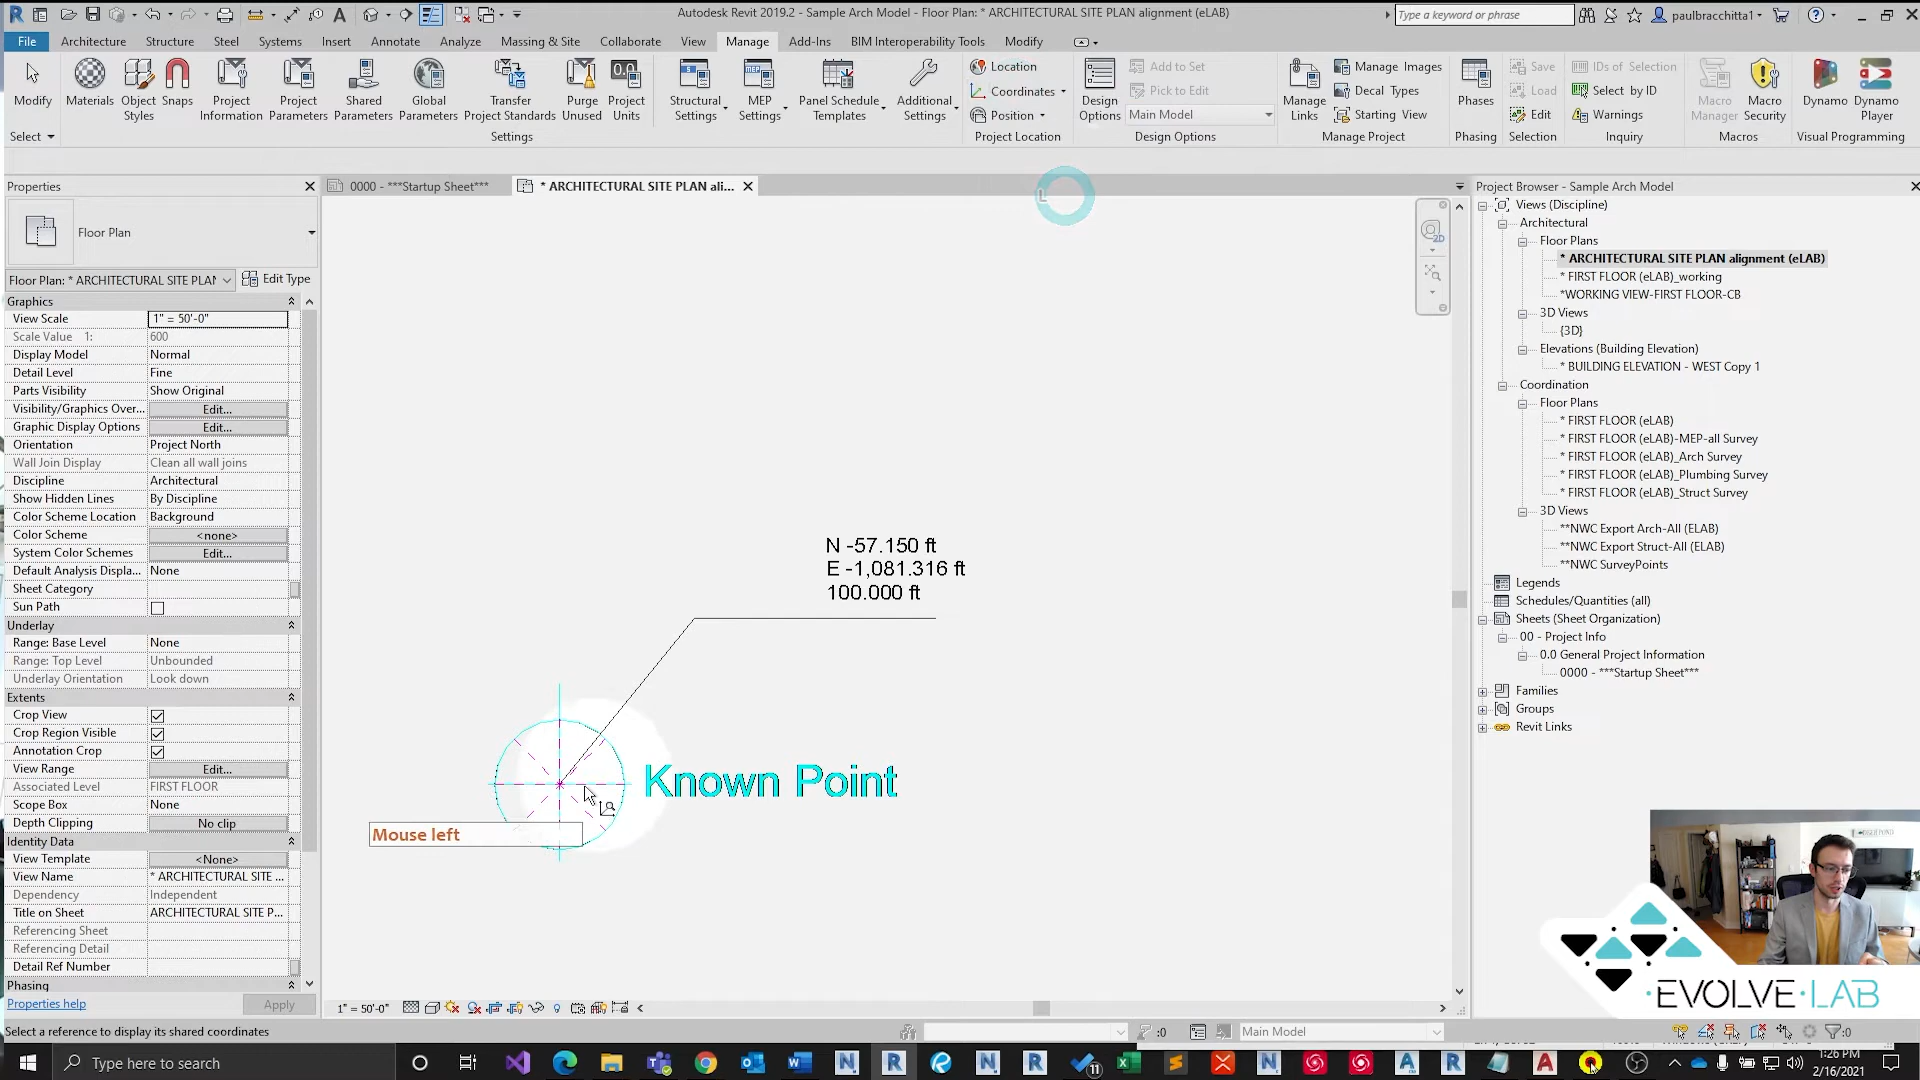 Autodesk Revit 2019.2 - Sample Arch Model - Floor Plan: * ARCHITECTURAL SITE PLAN alignment (eLAB)
Type a keyword or phrase
paulbracchitta1
File Architecture Structure Steel Systems Insert Annotate Analyze Massing & Site Collaborate View Manage Add-Ins BIM Interoperability Tools Modify
Modify
Materials
Object Styles
Snaps
Project Information
Project Parameters
Shared Parameters
Global Parameters
Transfer Project Standards
Purge Unused
Project Units
Structural Settings
MEP Settings
Panel Schedule Templates
Additional Settings
Location
Coordinates
Position
Design Options
Add to Set
Pick to Edit
Main Model
Manage Links
Manage Images
Decal Types
Starting View
Phases
Save
Load
Edit
IDs of Selection
Select by ID
Warnings
Macro Manager
Macro Security
Dynamo
Dynamo Player
Select
Settings
Project Location
Design Options
Manage Project
Phasing
Selection
Inquiry
Macros
Visual Programming
Properties
Floor Plan
Floor Plan: * ARCHITECTURAL SITE PLAN
Edit Type
Graphics
View Scale 1" = 50'-0"
Scale Value 1: 600
Display Model Normal
Detail Level Fine
Parts Visibility Show Original
Visibility/Graphics Over... Edit...
Graphic Display Options Edit...
Orientation Project North
Wall Join Display Clean all wall joins
Discipline Architectural
Show Hidden Lines By Discipline
Color Scheme Location Background
Color Scheme <none>
System Color Schemes Edit...
Default Analysis Displa... None
Sheet Category
Sun Path
Underlay
Range: Base Level None
Range: Top Level Unbounded
Underlay Orientation Look down
Extents
Crop View
Crop Region Visible
Annotation Crop
View Range Edit...
Associated Level FIRST FLOOR
Scope Box None
Depth Clipping No clip
Identity Data
View Template <None>
View Name * ARCHITECTURAL SITE ...
Dependency Independent
Title on Sheet ARCHITECTURAL SITE P...
Referencing Sheet
Referencing Detail
Detail Ref Number
Phasing
Properties help
Apply
0000 - ***Startup Sheet***
* ARCHITECTURAL SITE PLAN ali...
2D
N -57.150 ft
E -1,081.316 ft
100.000 ft
Known Point
Mouse left
1" = 50'-0"
Project Browser - Sample Arch Model
Views (Discipline)
Architectural
Floor Plans
* ARCHITECTURAL SITE PLAN alignment (eLAB)
* FIRST FLOOR (eLAB)_working
*WORKING VIEW-FIRST FLOOR-CB
3D Views
{3D}
Elevations (Building Elevation)
* BUILDING ELEVATION - WEST Copy 1
Coordination
Floor Plans
* FIRST FLOOR (eLAB)
* FIRST FLOOR (eLAB)-MEP-all Survey
* FIRST FLOOR (eLAB)_Arch Survey
* FIRST FLOOR (eLAB)_Plumbing Survey
* FIRST FLOOR (eLAB)_Struct Survey
3D Views
**NWC Export Arch-All (ELAB)
**NWC Export Struct-All (ELAB)
**NWC SurveyPoints
Legends
Schedules/Quantities (all)
Sheets (Sheet Organization)
00 - Project Info
0.0 General Project Information
0000 - ***Startup Sheet***
Families
Groups
Revit Links
EVOLVE LAB
Select a reference to display its shared coordinates
:0
Main Model
:0
Type here to search
11
1:26 PM
2/16/2021